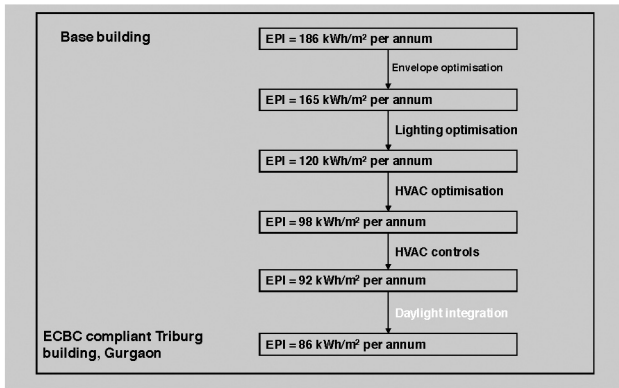 Base building
EPI = 186 kWh/m² per annum
Envelope optimisation
EPI = 165 kWh/m² per annum
Lighting optimisation
EPI = 120 kWh/m² per annum
HVAC optimisation
EPI = 98 kWh/m² per annum
HVAC controls
EPI = 92 kWh/m² per annum
Daylight integration
ECBC compliant Triburg
building, Gurgaon
EPI = 86 kWh/m² per annum